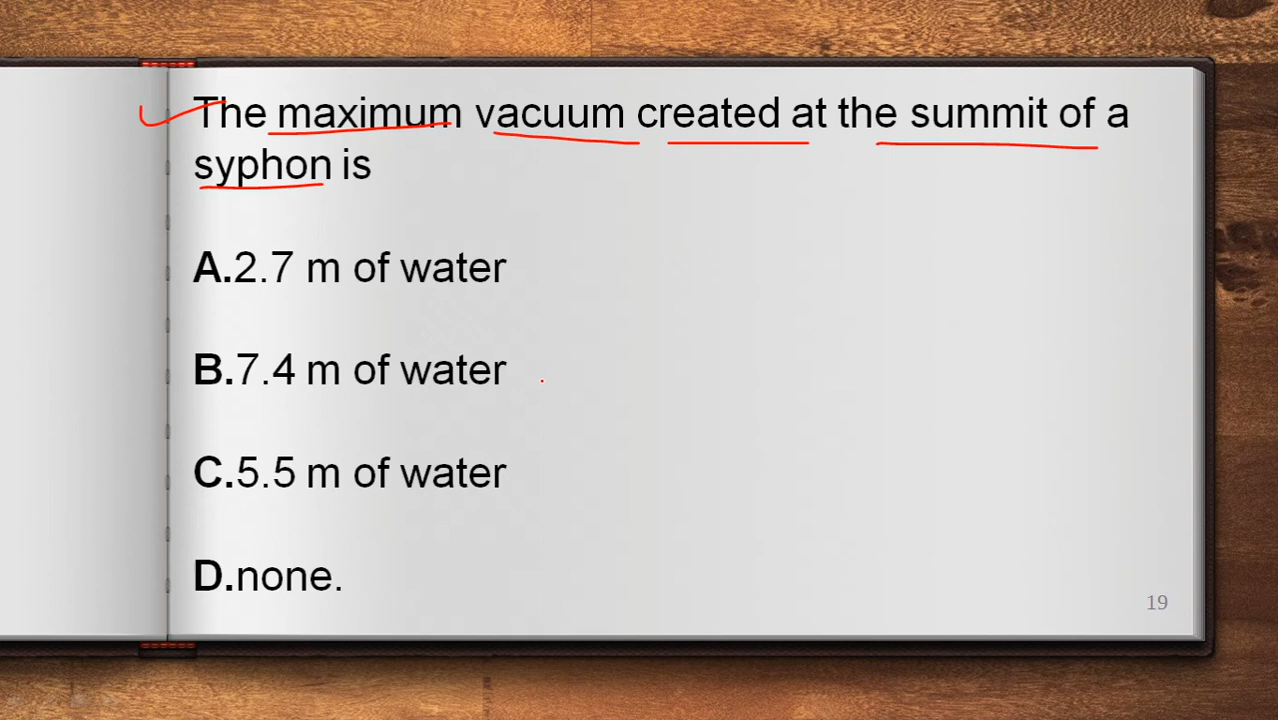 The maximum vacuum created at the summit of a
syphon is
A.2.7 m of water
B.7.4 m of water
C.5.5 m of water
D.none.
19